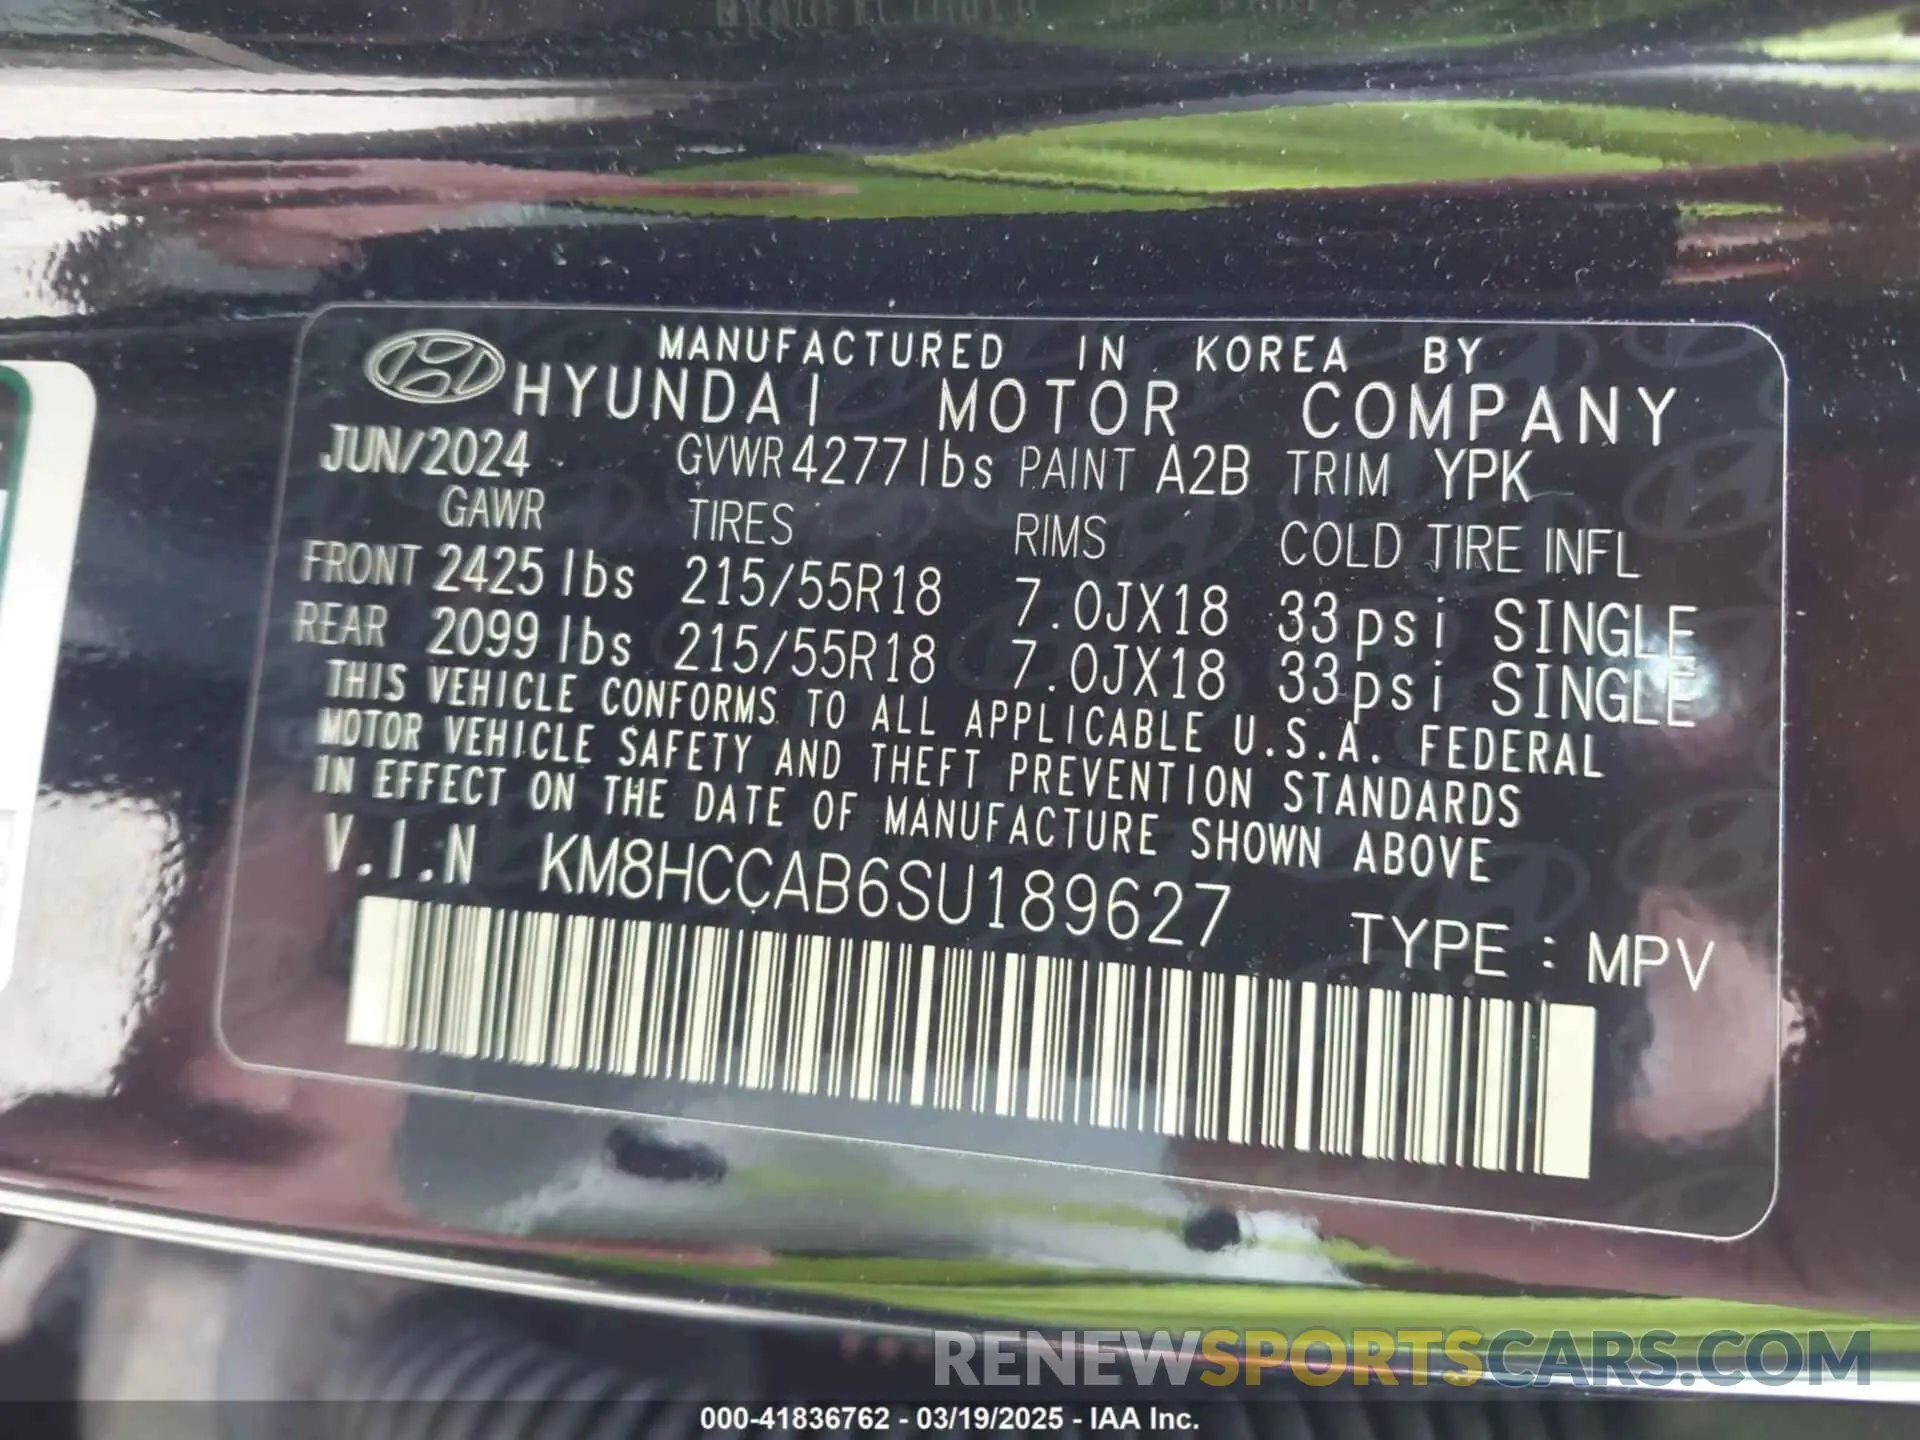 MANUFACTURED IN KOREA BY
HYUNDAI MOTOR COMPANY
JUN/2024 GVWR 4277lbs PAINT A2B TRIM YPK
GAWR TIRES RIMS COLD TIRE INFL
FRONT 2425 lbs 215/55R18 7.0JX18 33psi SINGLE
REAR 2099 lbs 215/55R18 7.0JX18 33psi SINGLE
THIS VEHICLE CONFORMS TO ALL APPLICABLE U.S.A. FEDERAL
MOTOR VEHICLE SAFETY AND THEFT PREVENTION STANDARDS
IN EFFECT ON THE DATE OF MANUFACTURE SHOWN ABOVE
V.I.N KM8HCCAB6SU189627
TYPE : MPV
RENEWSPORTSCARS.COM
000-41836762 - 03/19/2025 - IAA Inc.